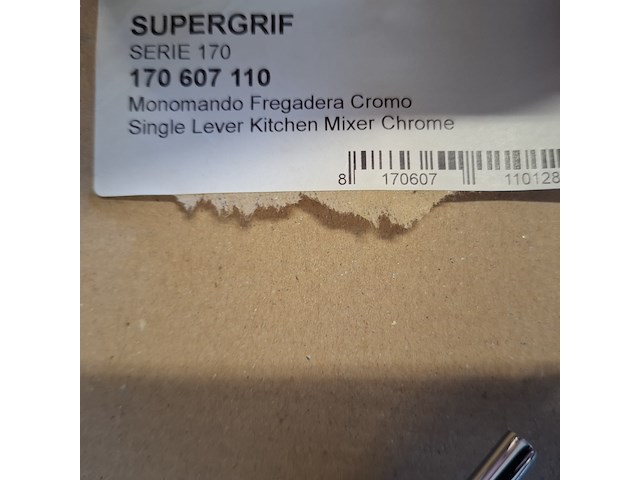 SUPERGRIF
SERIE 170
170 607 110
Monomando Fregadera Cromo
Single Lever Kitchen Mixer Chrome
8 170607 110128